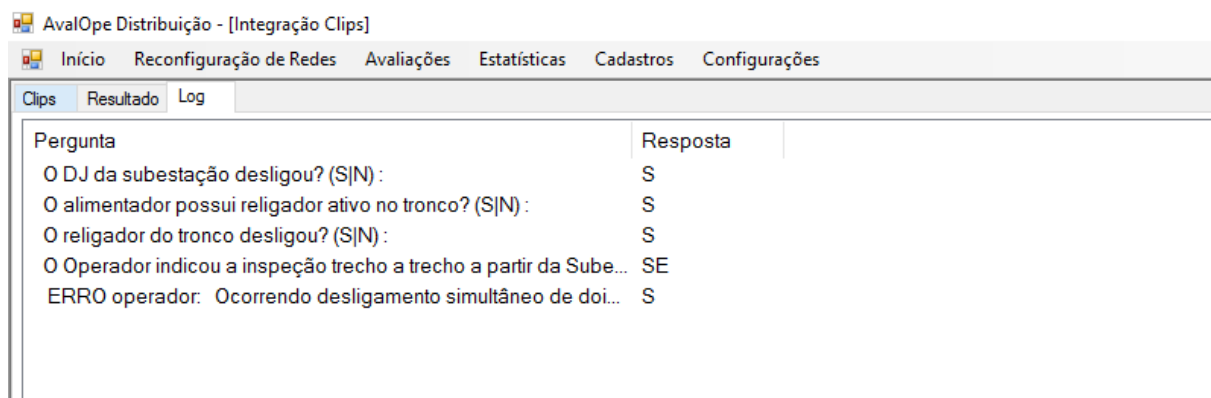 AvalOpe Distribuição - [Integração Clips]
Início Reconfiguração de Redes Avaliações Estatísticas Cadastros Configurações
Clips Resultado Log
Pergunta Resposta
O DJ da subestação desligou? (S|N) : S
O alimentador possui religador ativo no tronco? (S|N) : S
O religador do tronco desligou? (S|N) : S
O Operador indicou a inspeção trecho a trecho a partir da Sube... SE
ERRO operador: Ocorrendo desligamento simultâneo de doi... S